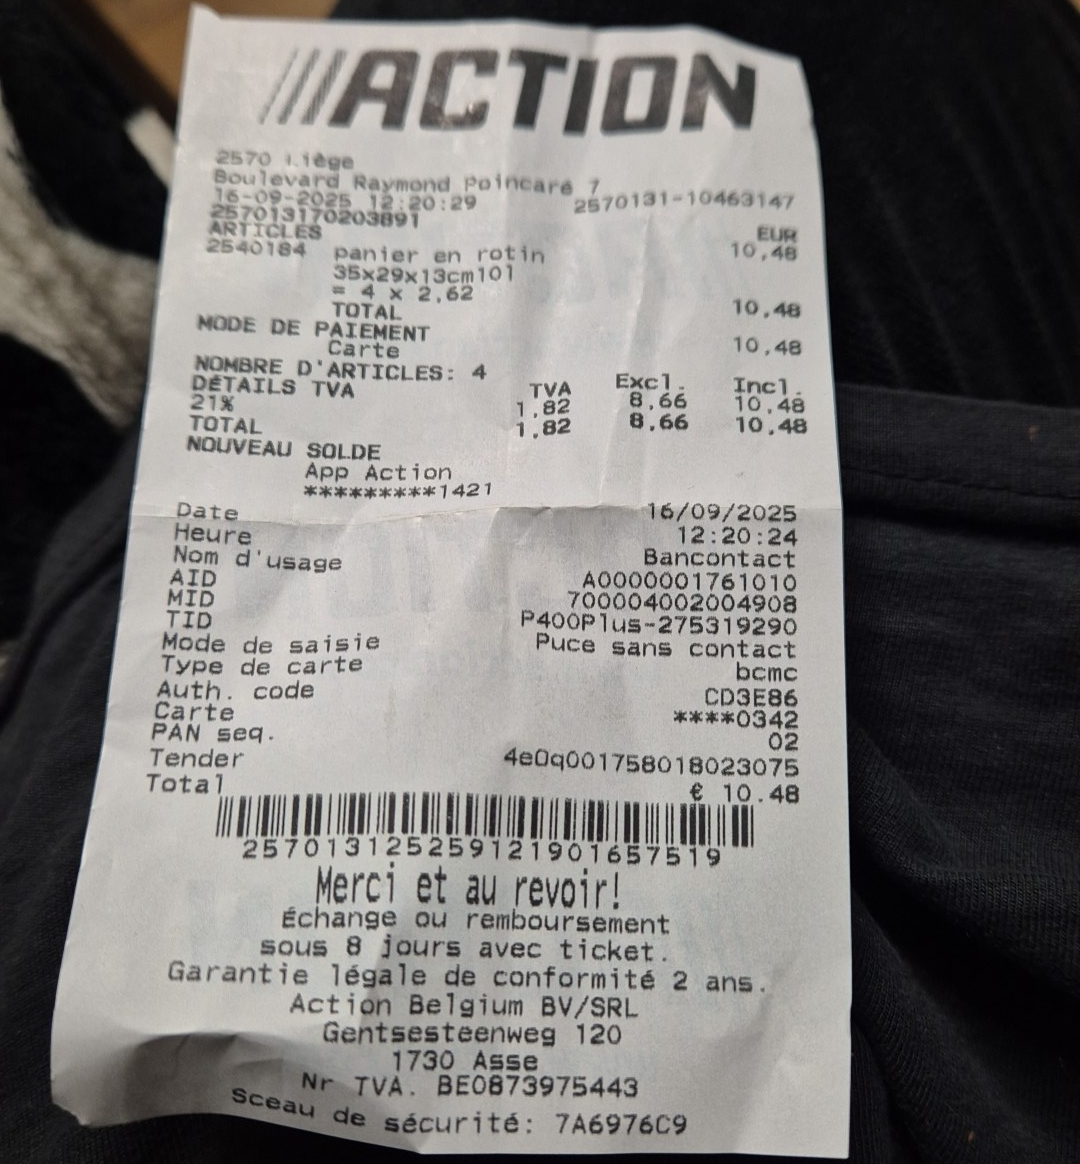 ///ACTION
2570 Liège
Boulevard Raymond Poincaré 7
16-09-2025 12:20:29 2570131-10463147
257013170203891
ARTICLES EUR
2540184 panier en rotin 10,48
35x29x13cm101
= 4 x 2,62
TOTAL 10,48
MODE DE PAIEMENT
Carte 10,48
NOMBRE D'ARTICLES: 4
DÉTAILS TVA TVA Excl. Incl.
21% 1,82 8,66 10,48
TOTAL 1,82 8,66 10,48
NOUVEAU SOLDE
App Action
*********1421
Date 16/09/2025
Heure 12:20:24
Nom d'usage Bancontact
AID A0000001761010
MID 700004002004908
TID P400Plus-275319290
Mode de saisie Puce sans contact
Type de carte bcmc
Auth. code CD3E86
Carte ****0342
PAN seq. 02
Tender 4e0q001758018023075
Total € 10.48
2570131252591219016575​19
Merci et au revoir!
Échange ou remboursement
sous 8 jours avec ticket.
Garantie légale de conformité 2 ans.
Action Belgium BV/SRL
Gentsesteenweg 120
1730 Asse
Nr TVA. BE0873975443
Sceau de sécurité: 7A6976C9